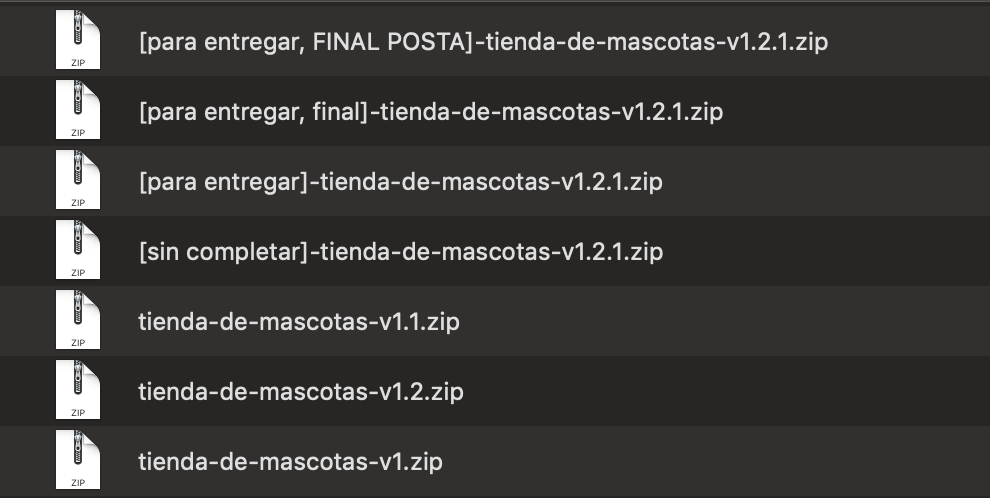 ZIP
[para entregar, FINAL POSTA]-tienda-de-mascotas-v1.2.1.zip
ZIP
[para entregar, final]-tienda-de-mascotas-v1.2.1.zip
ZIP
[para entregar]-tienda-de-mascotas-v1.2.1.zip
ZIP
[sin completar]-tienda-de-mascotas-v1.2.1.zip
ZIP
tienda-de-mascotas-v1.1.zip
ZIP
tienda-de-mascotas-v1.2.zip
ZIP
tienda-de-mascotas-v1.zip